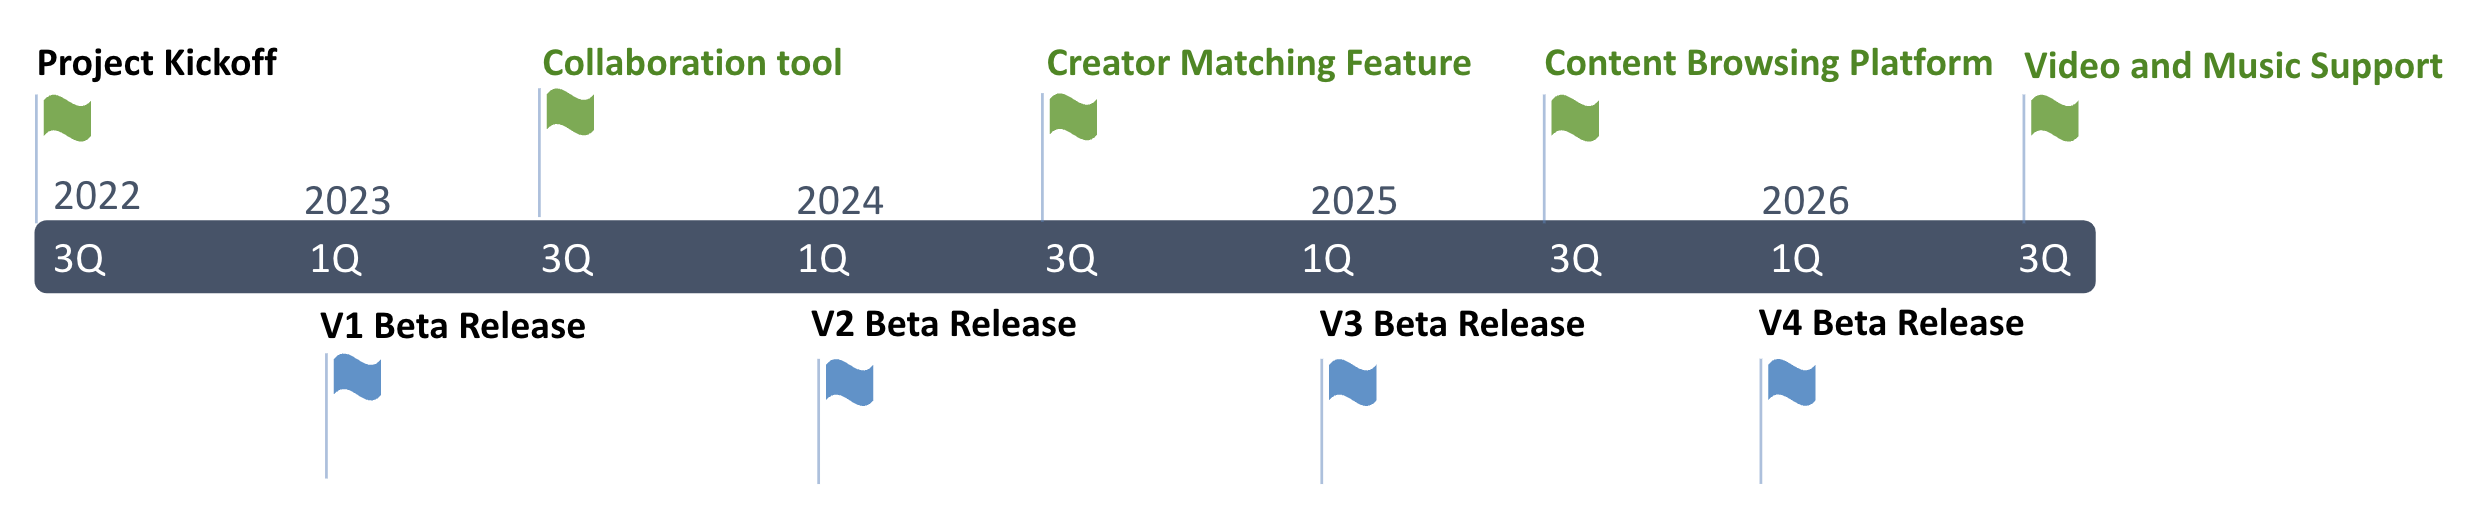 Project Kickoff
Collaboration tool
Creator Matching Feature
Content Browsing Platform
Video and Music Support
2022
2023
2024
2025
2026
3Q
1Q
3Q
1Q
3Q
1Q
3Q
1Q
3Q
V1 Beta Release
V2 Beta Release
V3 Beta Release
V4 Beta Release